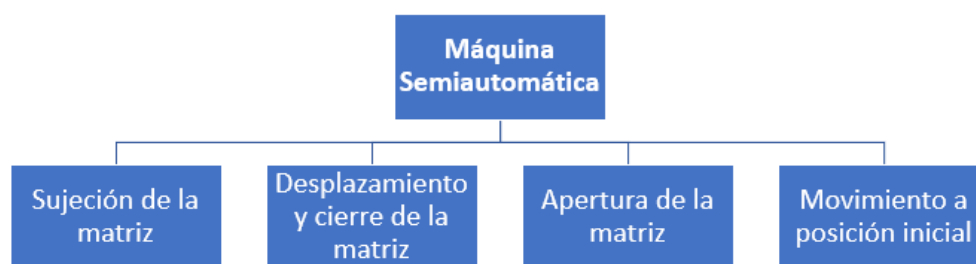 Máquina
Semiautomática
Sujeción de la
matriz
Desplazamiento
y cierre de la
matriz
Apertura de la
matriz
Movimiento a
posición inicial